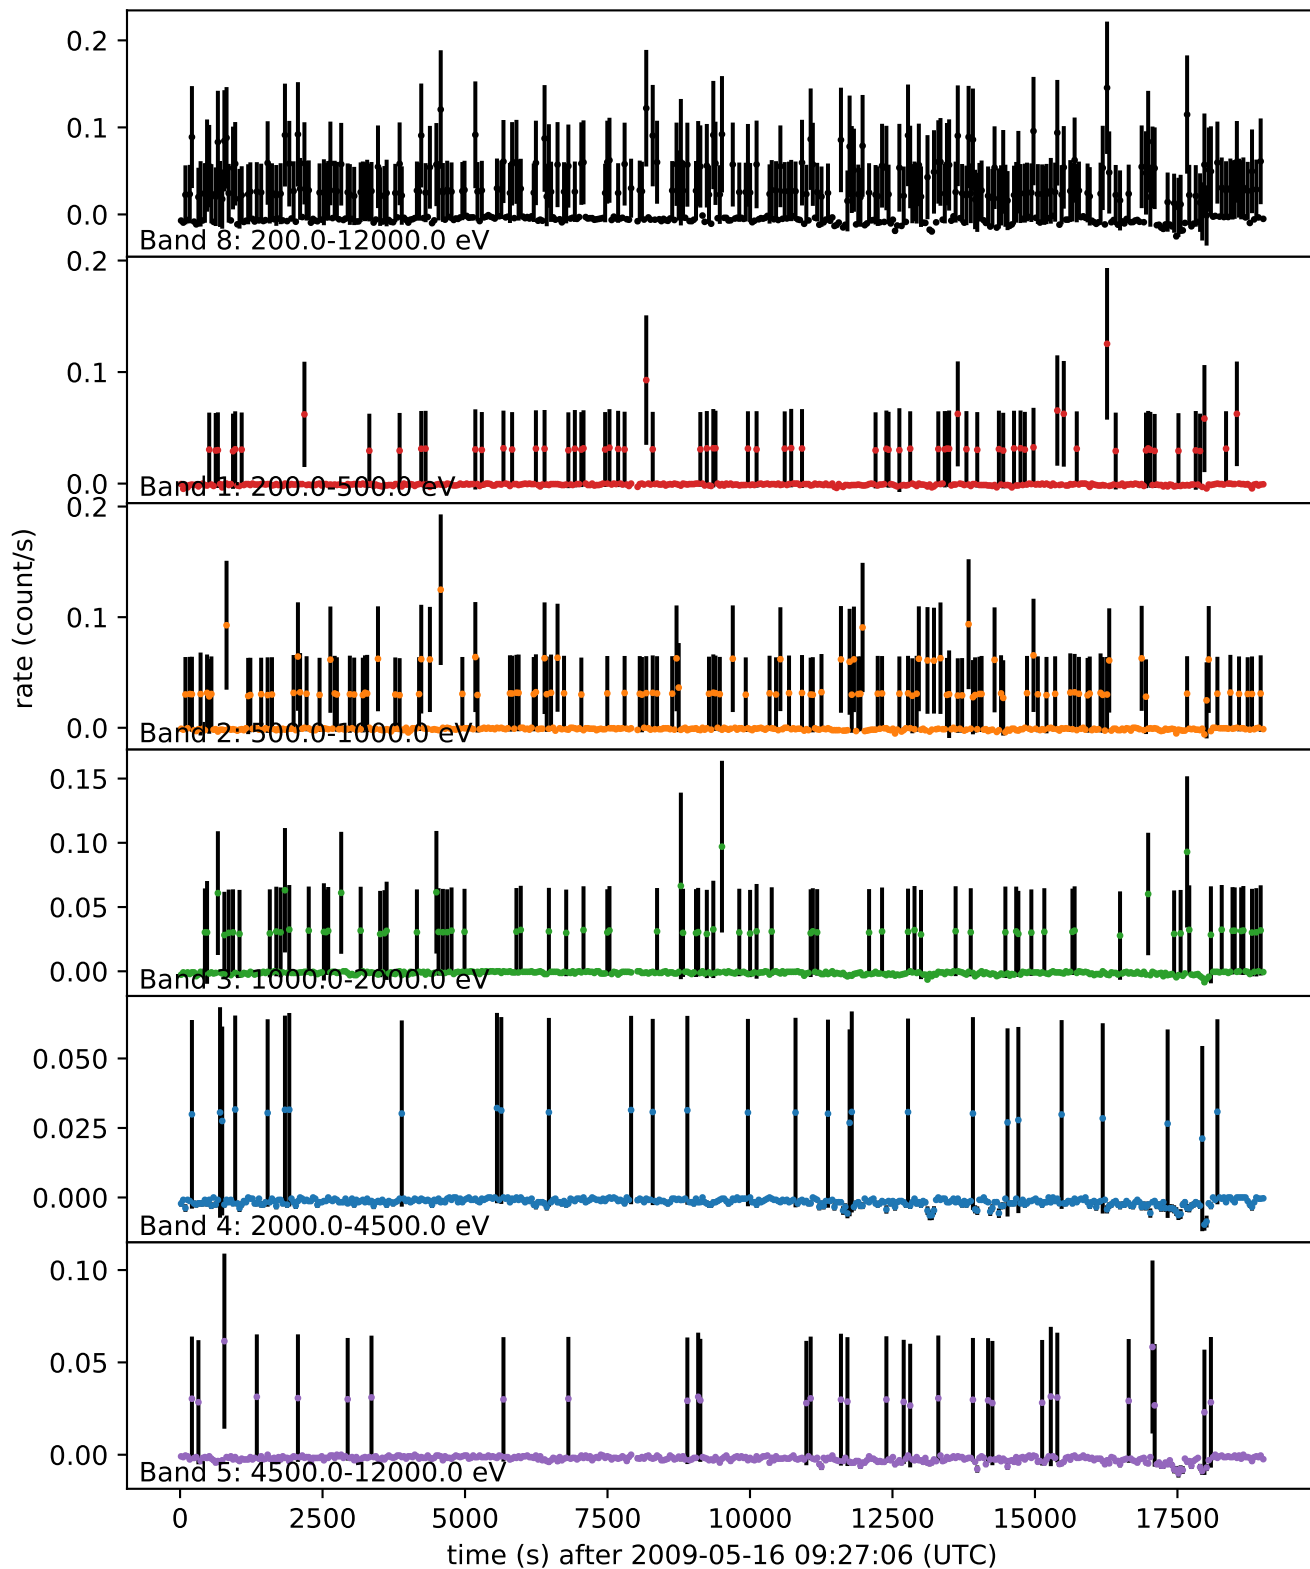 0.2
0.1
0.0
Band 8: 200.0-12000.0 eV
0.2
0.1
0.0
Band 1: 200.0-500.0 eV
0.2
0.1
0.0
Band 2: 500.0-1000.0 eV
rate (count/s)
0.15
0.10
0.05
0.00
Band 3: 1000.0-2000.0 eV
0.050
0.025
0.000
Band 4: 2000.0-4500.0 eV
0.10
0.05
0.00
Band 5: 4500.0-12000.0 eV
0 2500 5000 7500 10000 12500 15000 17500
time (s) after 2009-05-16 09:27:06 (UTC)